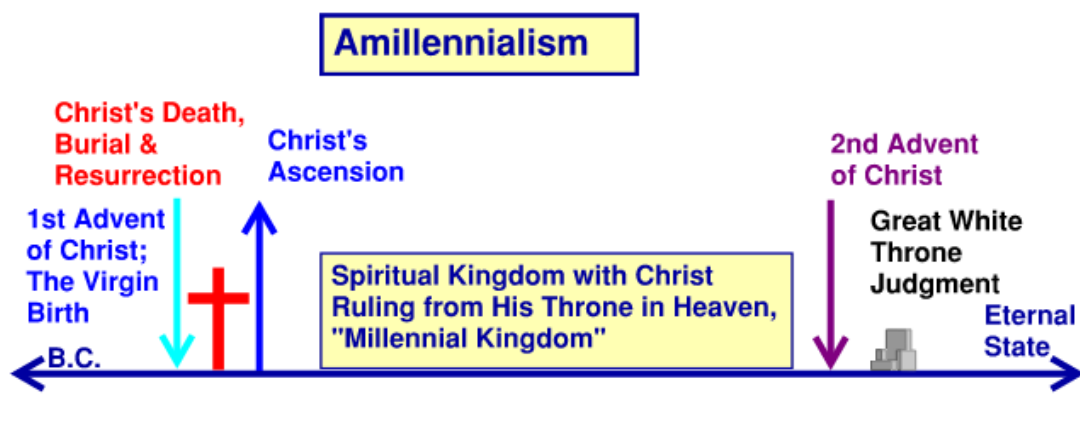 Amillennialism
Christ's Death,
Burial &
Resurrection
Christ's
Ascension
1st Advent
of Christ;
The Virgin
Birth
B.C.
Spiritual Kingdom with Christ
Ruling from His Throne in Heaven,
"Millennial Kingdom"
2nd Advent
of Christ
Great White
Throne
Judgment
Eternal
State